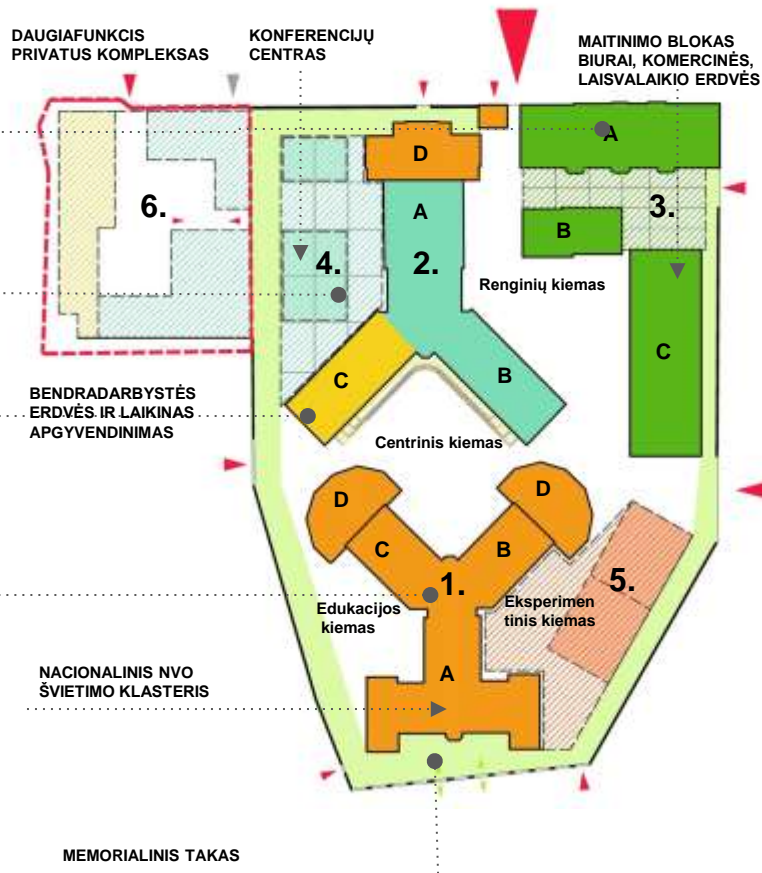 DAUGIAFUNKCIS
PRIVATUS KOMPLEKSAS
KONFERENCIJŲ
CENTRAS
MAITINIMO BLOKAS
BIURAI, KOMERCINĖS,
LAISVALAIKIO ERDVĖS
A
D
A
6.
3.
B
4.
2.
Renginių kiemas
C
C
B
BENDRADARBYSTĖS
ERDVĖS IR LAIKINAS
APGYVENDINIMAS
Centrinis kiemas
D
D
C
B
1.
5.
Edukacijos
kiemas
Eksperimen
tinis kiemas
A
NACIONALINIS NVO
ŠVIETIMO KLASTERIS
MEMORIALINIS TAKAS